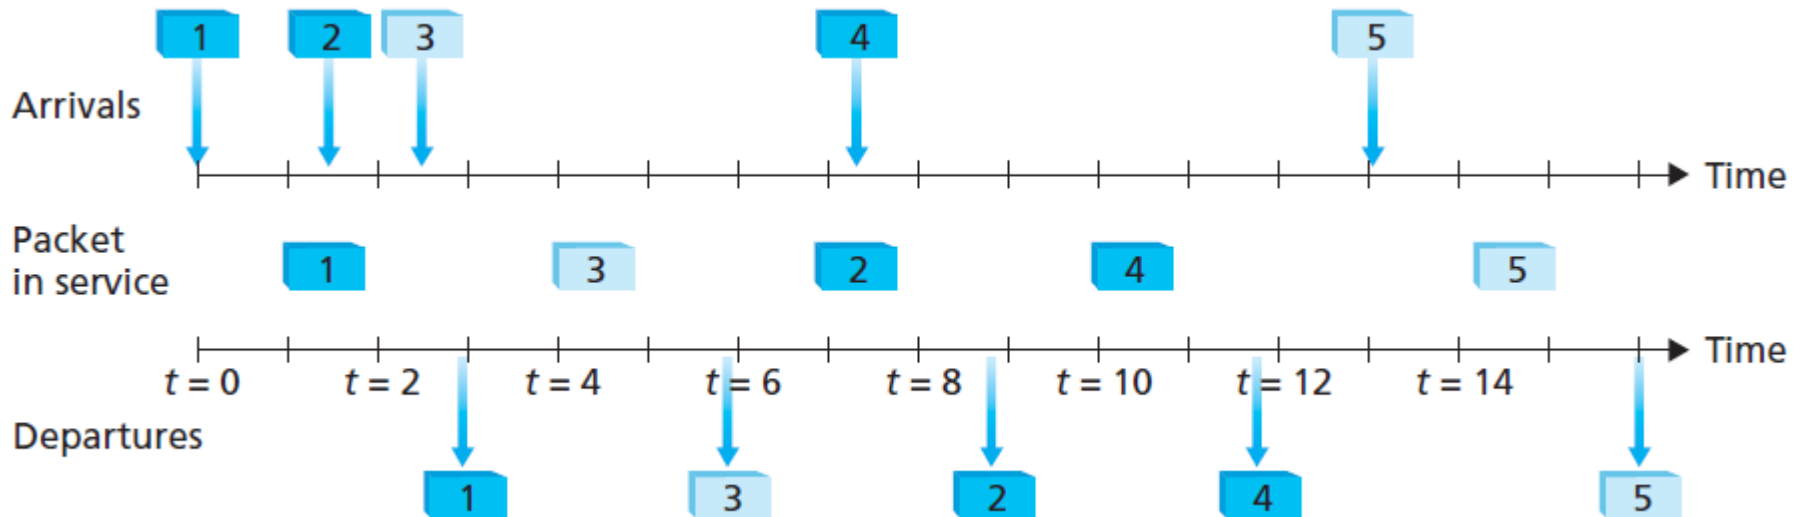 1 2 3 4 5
Arrivals
Time
Packet
in service
1 3 2 4 5
Time
t = 0 t = 2 t = 4 t = 6 t = 8 t = 10 t = 12 t = 14
Departures
1 3 2 4 5